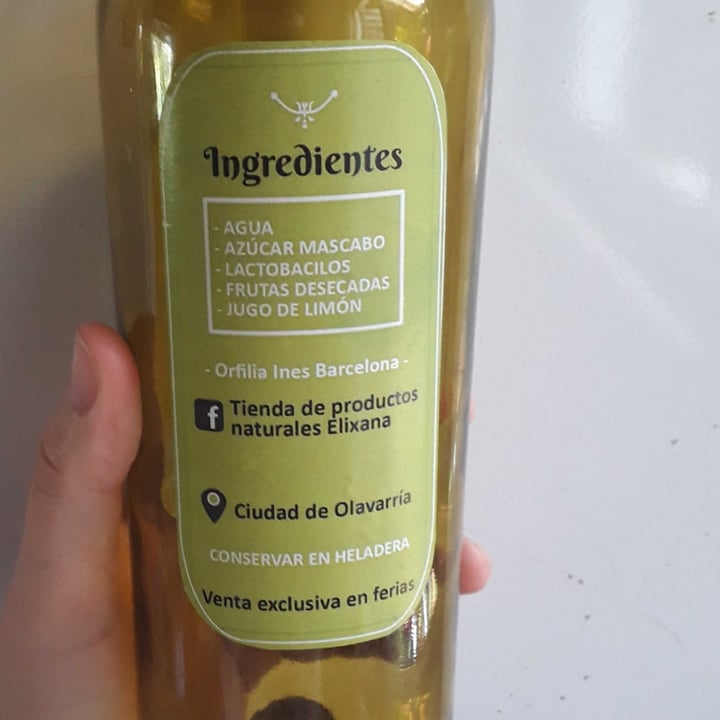 Ingredientes
- AGUA
- AZÚCAR MASCABO
- LACTOBACILOS
- FRUTAS DESECADAS
- JUGO DE LIMÓN
- Orfilia Ines Barcelona -
f Tienda de productos
naturales Elixana
Ciudad de Olavarría
CONSERVAR EN HELADERA
Venta exclusiva en ferias